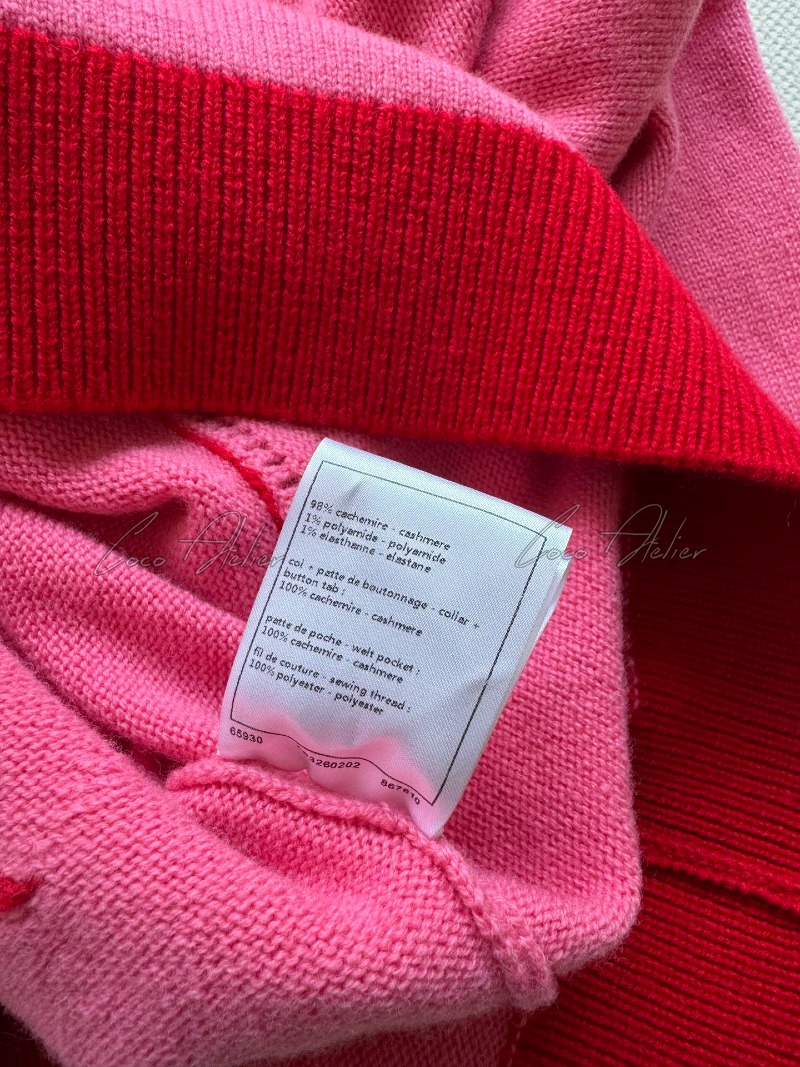 98% cachemire - cashmere
1% polyamide - polyamide
1% elasthanne - elastane
col + patte de boutonnage - collar +
button tab :
100% cachemire - cashmere
patte de poche - welt pocket :
100% cachemire - cashmere
fil de couture - sewing thread :
100% polyester - polyester
65930
Coco Atelier
Coco Atelier